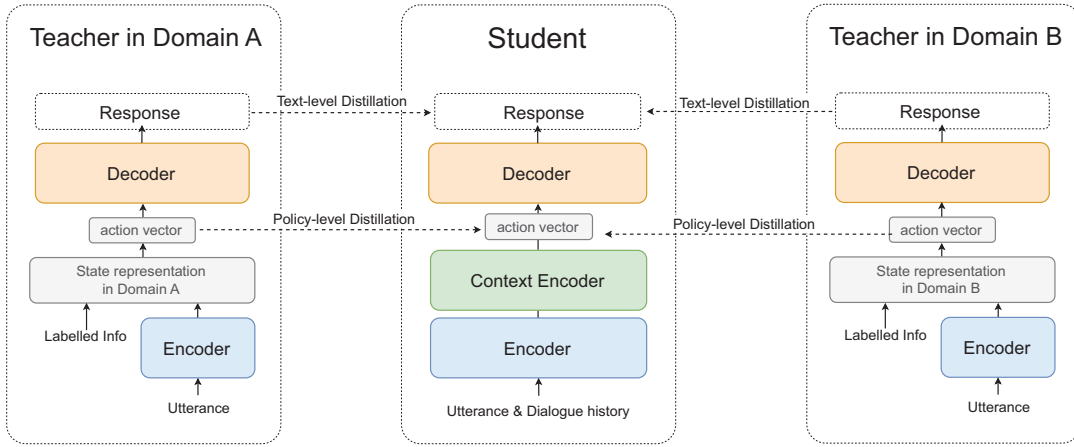 Teacher in Domain A
Response
Decoder
action vector
State representation
in Domain A
Labelled Info
Encoder
Utterance
Text-level Distillation
Policy-level Distillation
Student
Response
Decoder
action vector
Context Encoder
Encoder
Utterance & Dialogue history
Text-level Distillation
Policy-level Distillation
Teacher in Domain B
Response
Decoder
action vector
State representation
in Domain B
Labelled Info
Encoder
Utterance